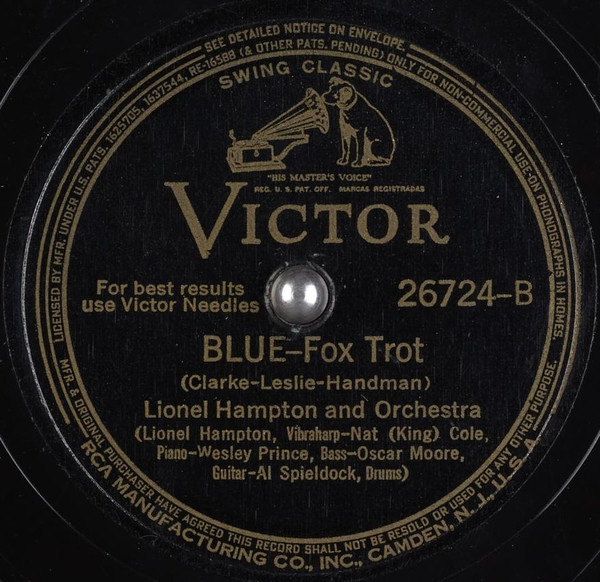 SEE DETAILED NOTICE ON ENVELOPE.
LICENSED BY MFR. UNDER U.S. PATS. 1625705, 1637544, RE-16588 (& OTHER PATS. PENDING) ONLY FOR NON-COMMERCIAL USE-ON PHONOGRAPHS IN HOMES.
SWING CLASSIC
"HIS MASTER'S VOICE"
REG. U. S. PAT. OFF. MARCAS REGISTRADAS
VICTOR
For best results
use Victor Needles
26724-B
BLUE-Fox Trot
(Clarke-Leslie-Handman)
Lionel Hampton and Orchestra
(Lionel Hampton, Vibraharp-Nat (King) Cole,
Piano-Wesley Prince, Bass-Oscar Moore,
Guitar-Al Spieldock, Drums)
MFR. & ORIGINAL PURCHASER HAVE AGREED THIS RECORD SHALL NOT BE RESOLD OR USED FOR ANY OTHER PURPOSE.
RCA MANUFACTURING CO., INC., CAMDEN, N. J., U. S. A.